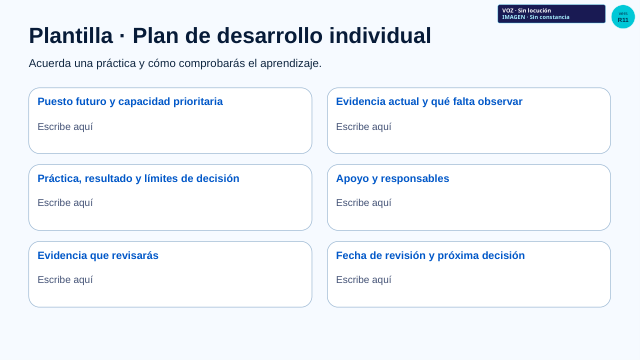 VOZ · Sin locución
IMAGEN · Sin constancia
R11
Plantilla · Plan de desarrollo individual
Acuerda una práctica y cómo comprobarás el aprendizaje.
Puesto futuro y capacidad prioritaria
Escribe aquí
Evidencia actual y qué falta observar
Escribe aquí
Práctica, resultado y límites de decisión
Escribe aquí
Apoyo y responsables
Escribe aquí
Evidencia que revisarás
Escribe aquí
Fecha de revisión y próxima decisión
Escribe aquí